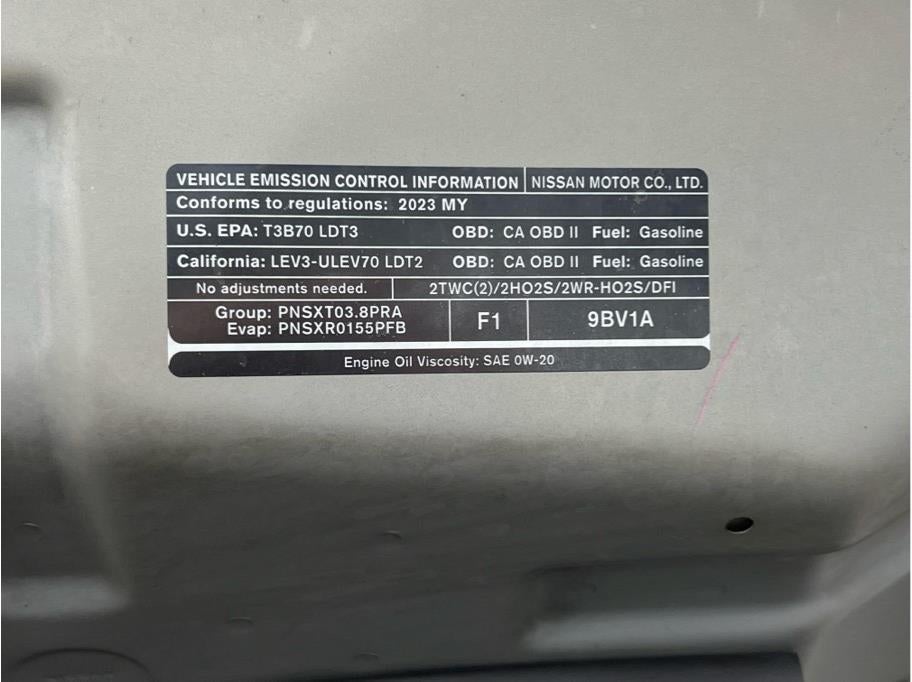 VEHICLE EMISSION CONTROL INFORMATION NISSAN MOTOR CO., LTD.
Conforms to regulations: 2023 MY
U.S. EPA: T3B70 LDT3 OBD: CA OBD II Fuel: Gasoline
California: LEV3-ULEV70 LDT2 OBD: CA OBD II Fuel: Gasoline
No adjustments needed. 2TWC(2)/2HO2S/2WR-HO2S/DFI
Group: PNSXT03.8PRA
Evap: PNSXR0155PFB
F1
9BV1A
Engine Oil Viscosity: SAE 0W-20